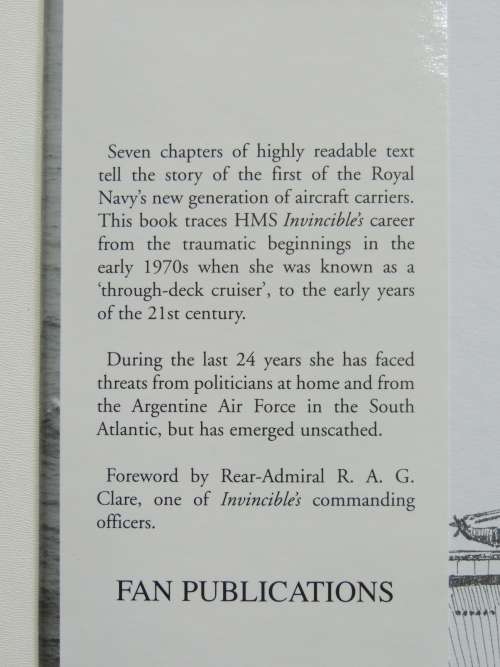 Seven chapters of highly readable text
tell the story of the first of the Royal
Navy's new generation of aircraft carriers.
This book traces HMS Invincible's career
from the traumatic beginnings in the
early 1970s when she was known as a
‘through-deck cruiser’, to the early years
of the 21st century.
During the last 24 years she has faced
threats from politicians at home and from
the Argentine Air Force in the South
Atlantic, but has emerged unscathed.
Foreword by Rear-Admiral R. A. G.
Clare, one of Invincible's commanding
officers.
FAN PUBLICATIONS